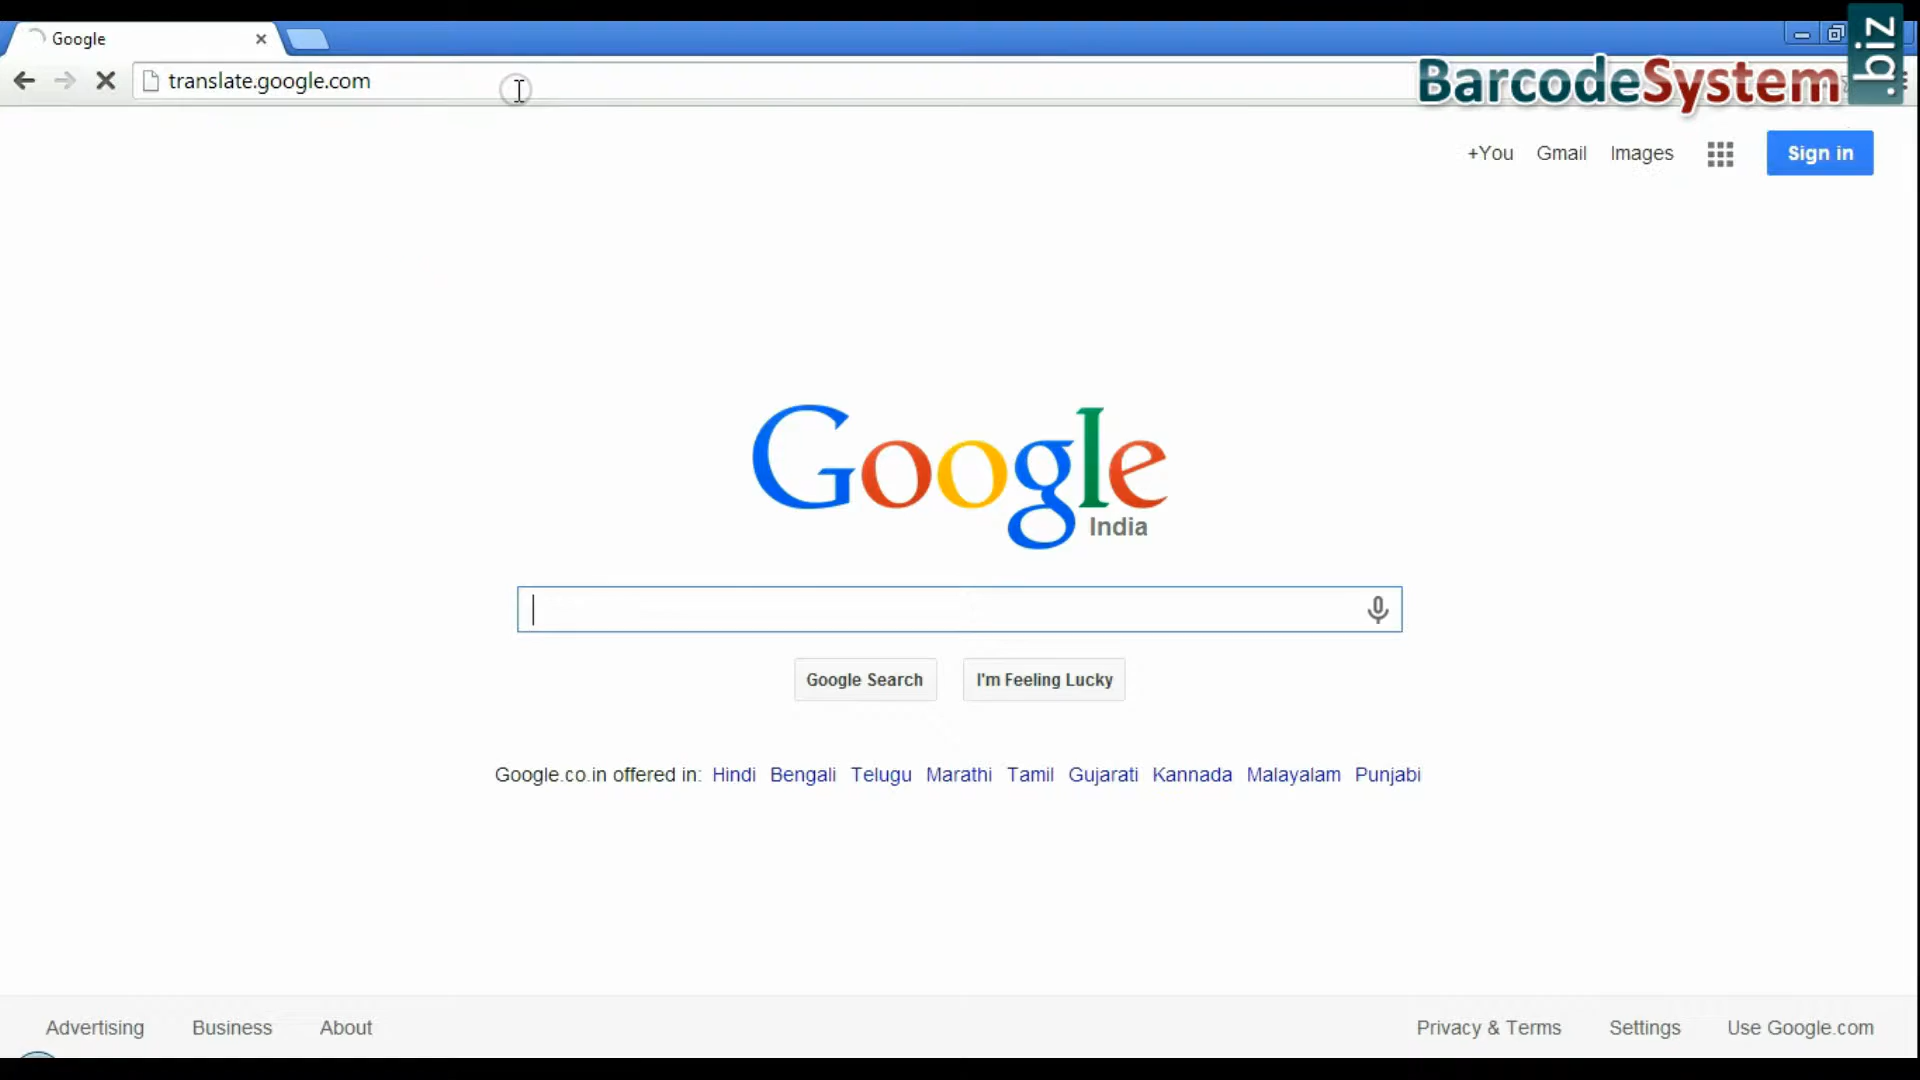 Google
translate.google.com
BarcodeSystem.biz
+You Gmail Images Sign in
Google
India
Google Search I'm Feeling Lucky
Google.co.in offered in: Hindi Bengali Telugu Marathi Tamil Gujarati Kannada Malayalam Punjabi
Advertising Business About Privacy & Terms Settings Use Google.com